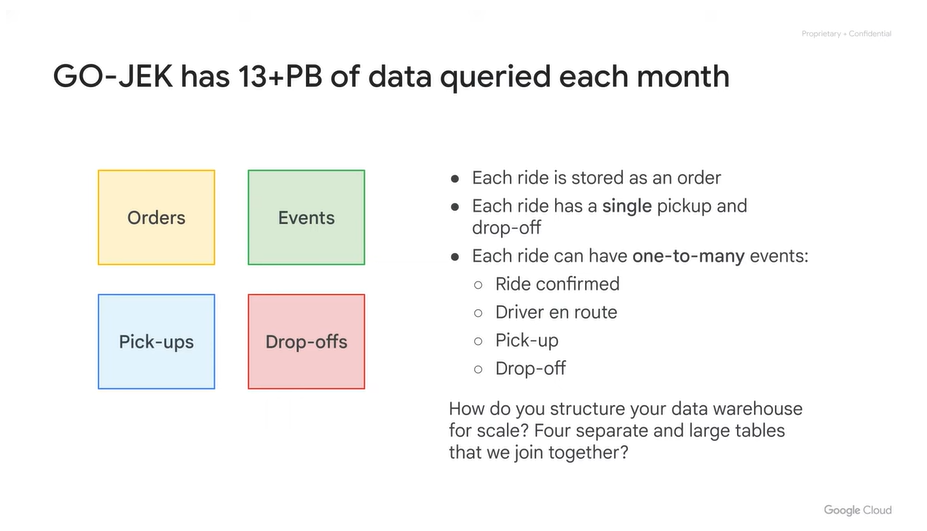 Proprietary + Confidential
GO-JEK has 13+PB of data queried each month
Orders
Events
Pick-ups
Drop-offs
● Each ride is stored as an order
● Each ride has a single pickup and
drop-off
● Each ride can have one-to-many events:
○ Ride confirmed
○ Driver en route
○ Pick-up
○ Drop-off
How do you structure your data warehouse
for scale? Four separate and large tables
that we join together?
Google Cloud